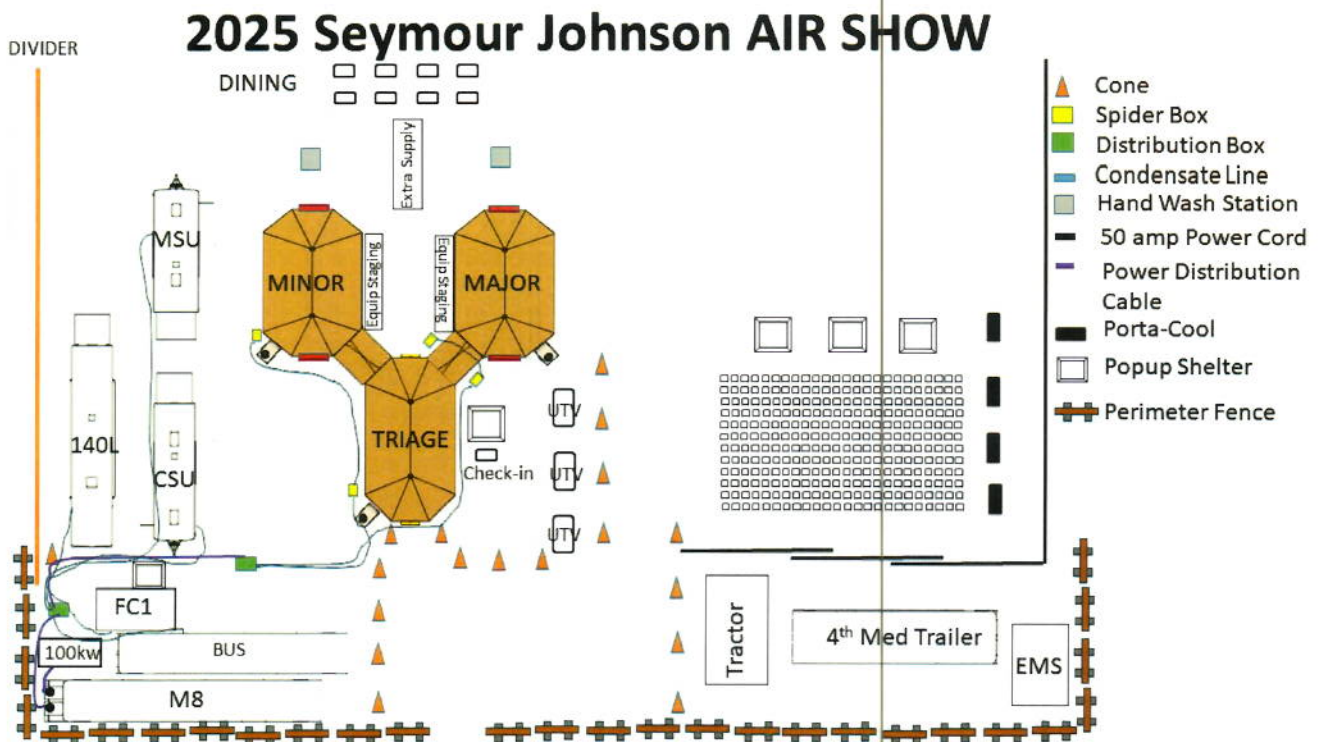 2025 Seymour Johnson AIR SHOW
DIVIDER
DINING
Extra Supply
Cone
Spider Box
Distribution Box
Condensate Line
Hand Wash Station
50 amp Power Cord
Power Distribution
Cable
Porta-Cool
Popup Shelter
Perimeter Fence
MSU
MINOR
Equip Staging
Equip Staging
MAJOR
140L
CSU
TRIAGE
Check-in
UTV
UTV
UTV
FC1
100kw
BUS
M8
Tractor
4th Med Trailer
EMS